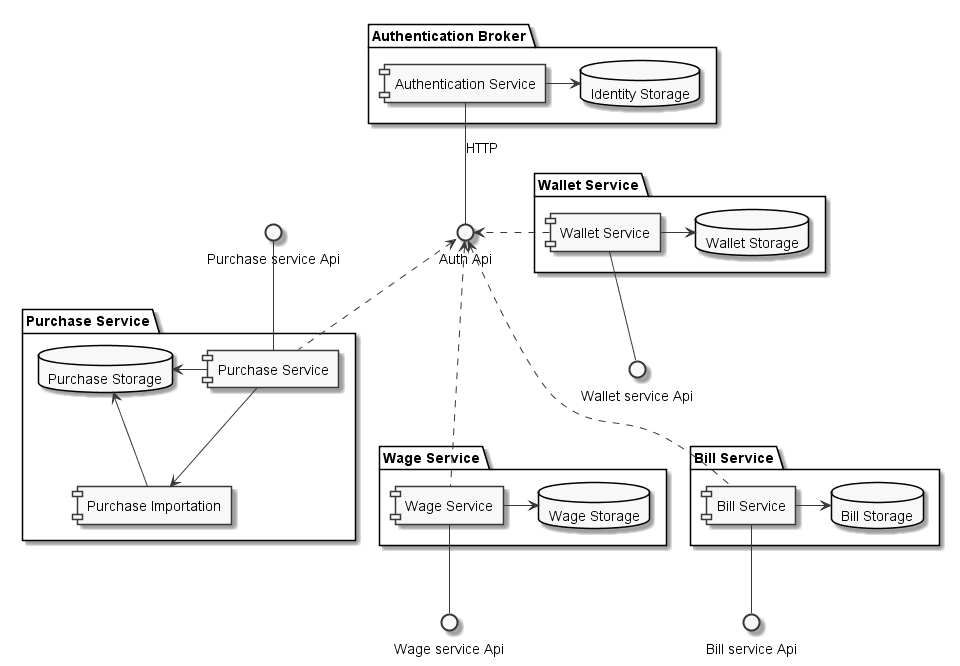 Authentication Broker
Authentication Service
Identity Storage
HTTP
Wallet Service
Wallet Service
Wallet Storage
Purchase service Api
Auth Api
Purchase Service
Purchase Storage
Purchase Service
Wallet service Api
Wage Service
Bill Service
Purchase Importation
Wage Service
Wage Storage
Bill Service
Bill Storage
Wage service Api
Bill service Api